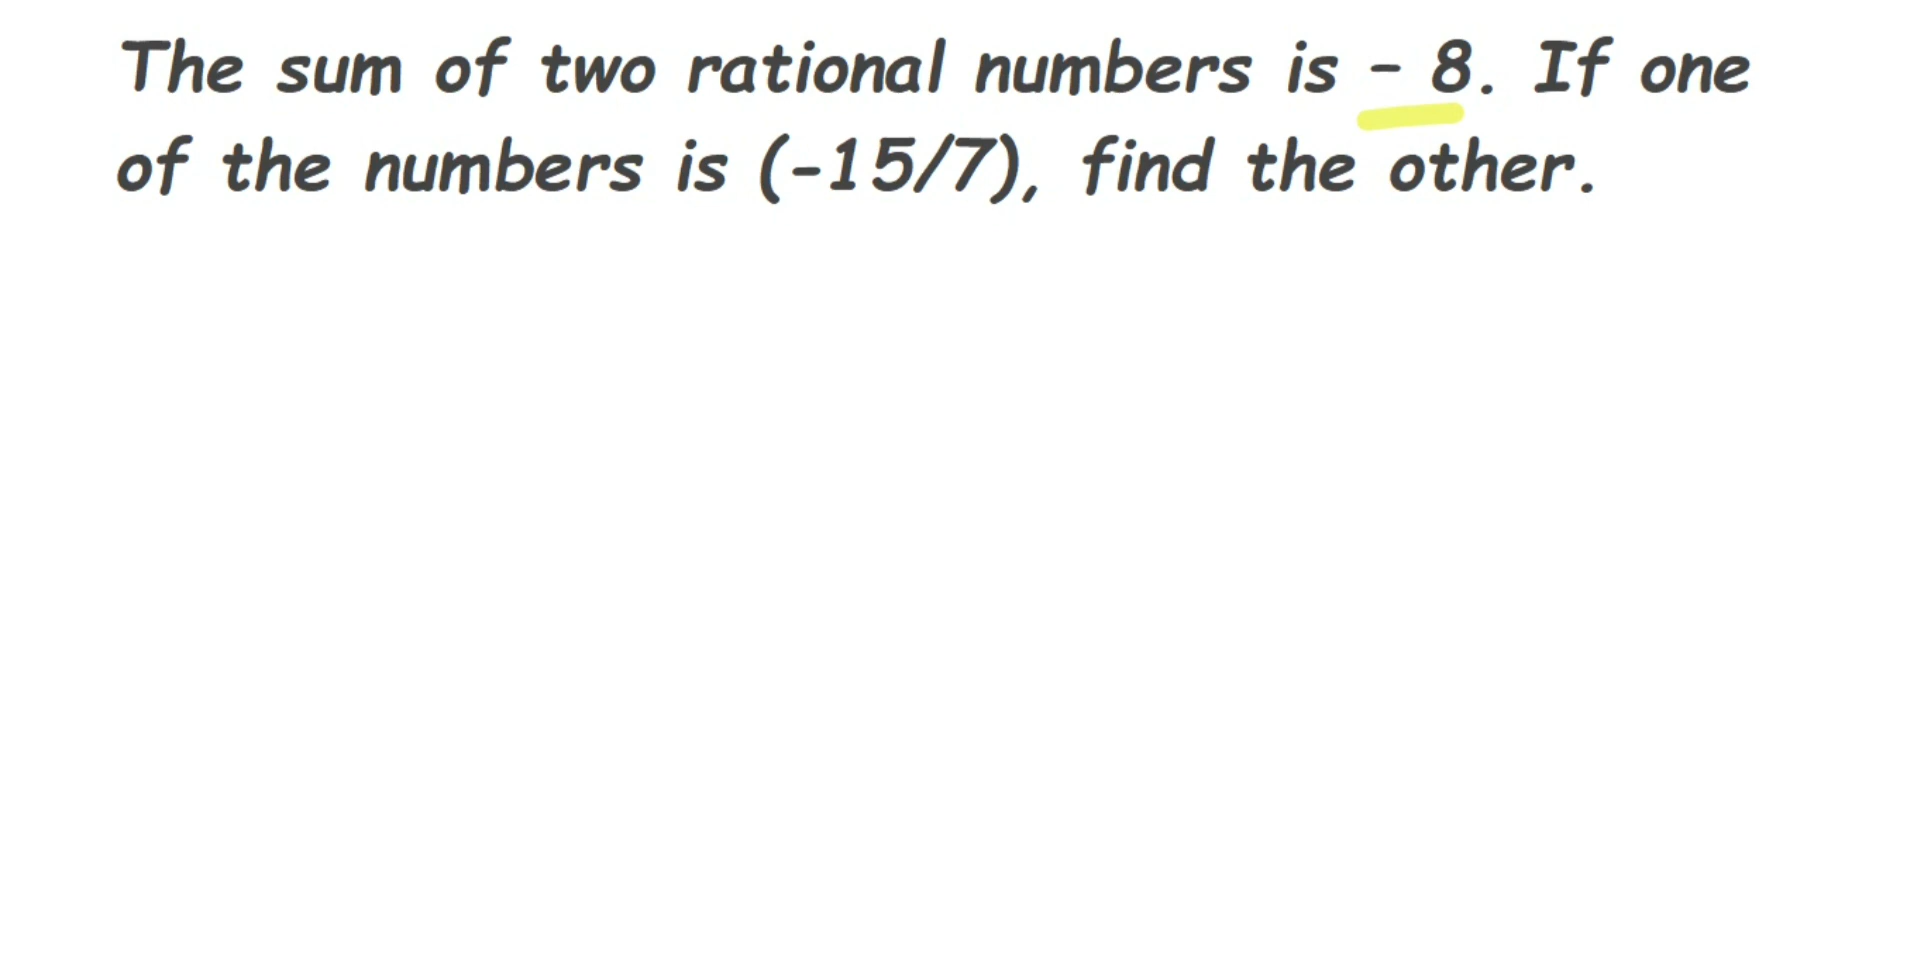 The sum of two rational numbers is - 8. If one
of the numbers is (-15/7), find the other.